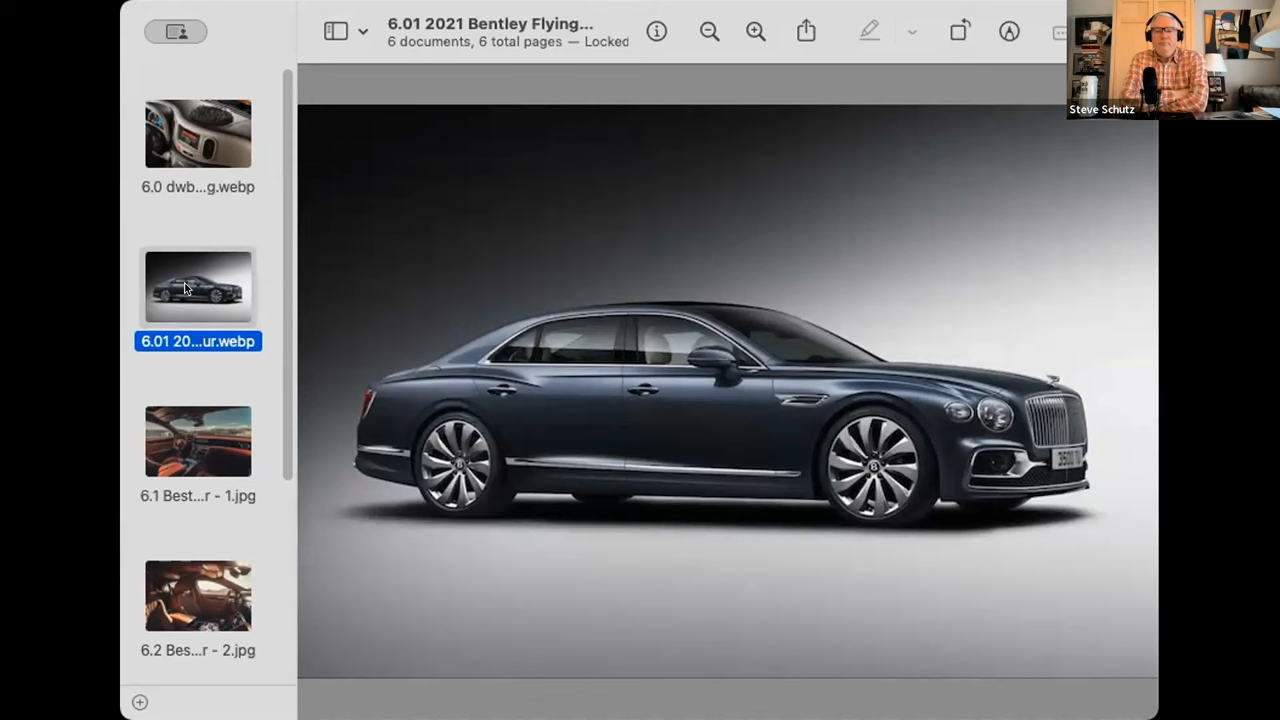 6.01 2021 Bentley Flying...
6 documents, 6 total pages — Locked
Steve Schutz
6.0 dwb...g.webp
6.01 20...ur.webp
6.1 Best...r - 1.jpg
6.2 Bes...r - 2.jpg
B
B